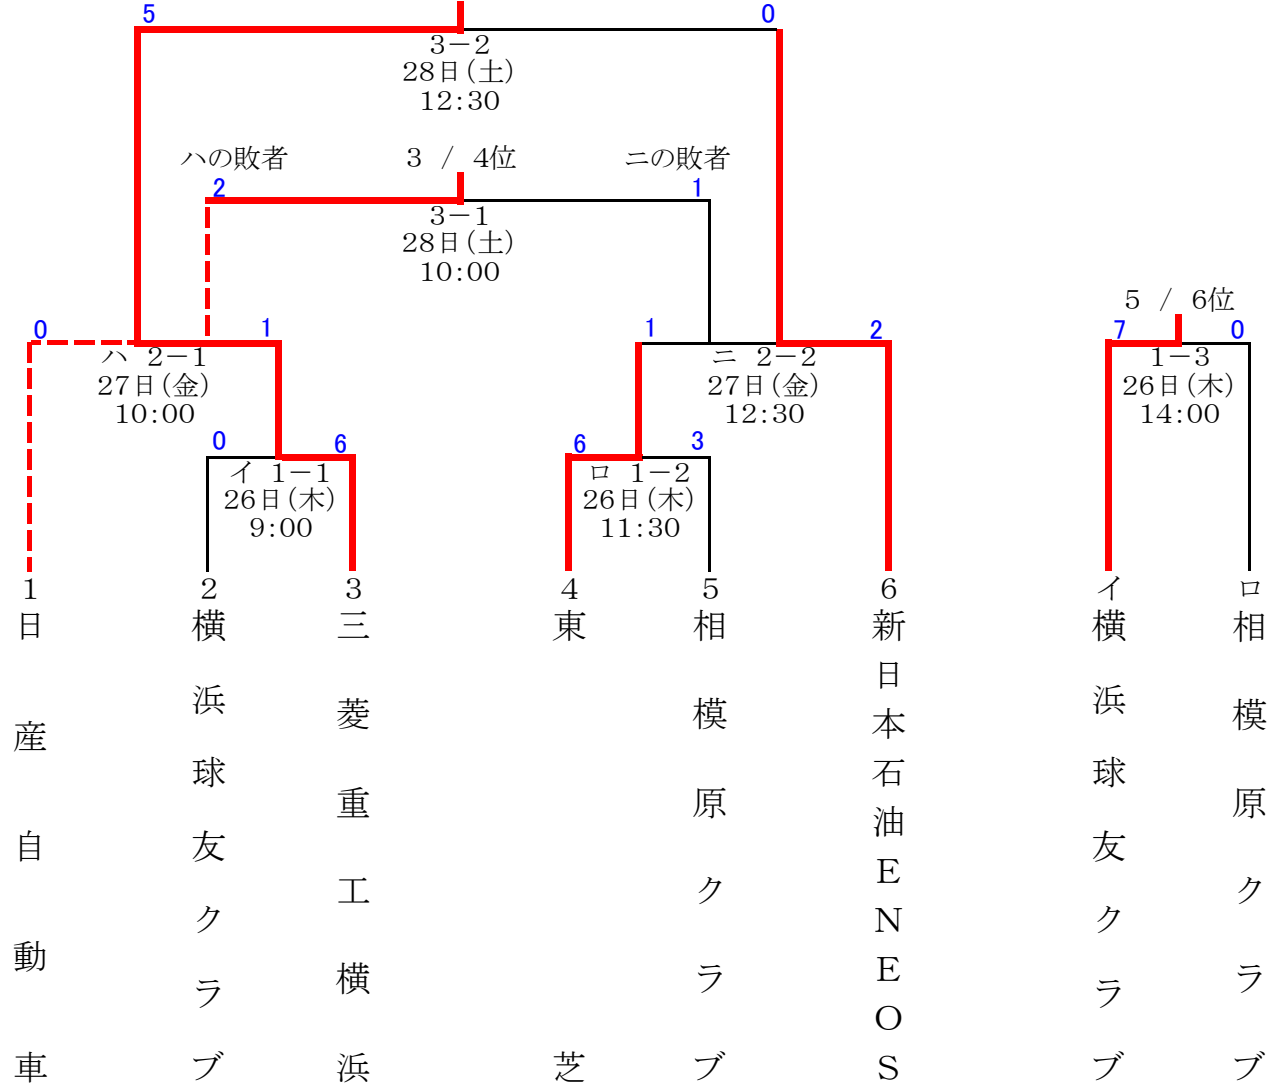 5 0
3－2
28日（土）
12：30
ハの敗者 3 / 4位 ニの敗者
2 1
3－1
28日（土）
10：00
5 / 6位
0 1 1 2 7 0
ハ 2－1
27日（金）
10：00
ニ 2－2
27日（金）
12：30
1－3
26日（木）
14：00
0 6 6 3
イ 1－1
26日（木）
9：00
ロ 1－2
26日（木）
11：30
1
日産自動車
2
横浜球友クラブ
3
三菱重工横浜
4
東芝
5
相模原クラブ
6
新日本石油ENEOS
イ
横浜球友クラブ
ロ
相模原クラブ